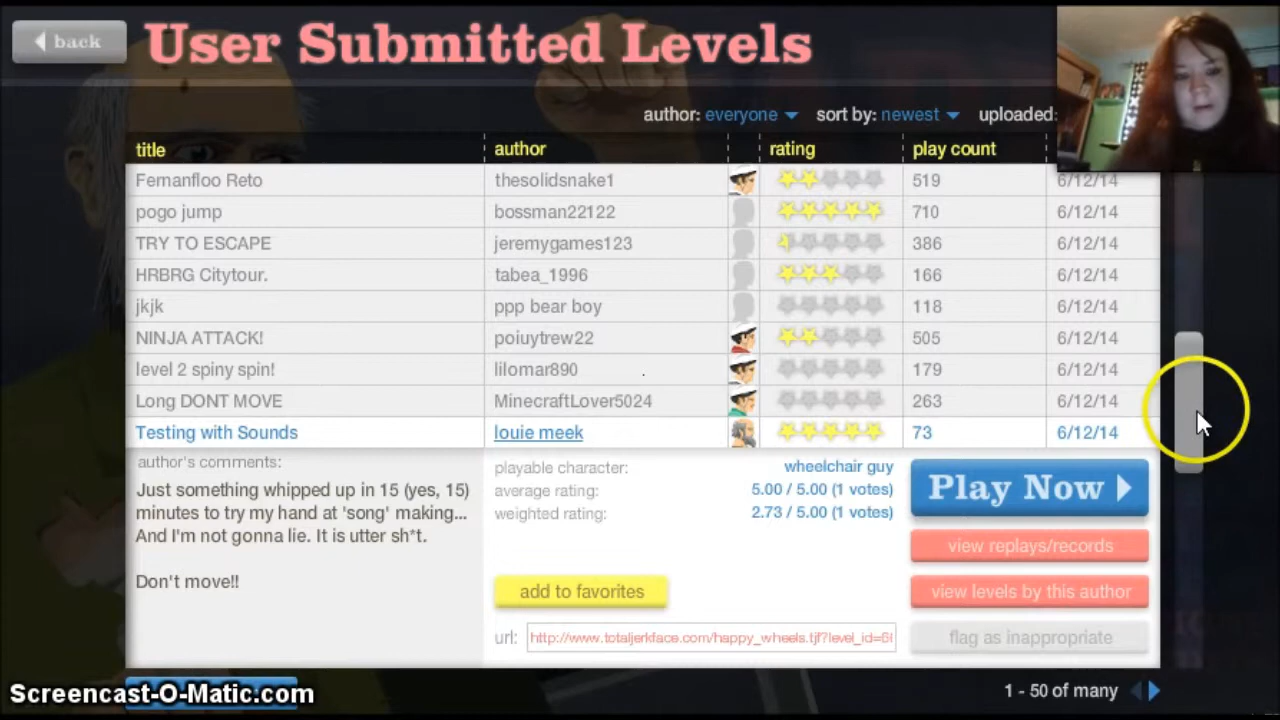 back
User Submitted Levels
author: everyone sort by: newest uploaded:
title author rating play count
Femanfloo Reto thesolidsnake1 519 6/12/14
pogo jump bossman22122 710 6/12/14
TRY TO ESCAPE jeremygames123 386 6/12/14
HRBRG Citytour. tabea_1996 166 6/12/14
jkjk ppp bear boy 118 6/12/14
NINJA ATTACK! poiuytrew22 505 6/12/14
level 2 spiny spin! lilomar890 179 6/12/14
Long DONT MOVE MinecraftLover5024 263 6/12/14
Testing with Sounds louie meek 73 6/12/14
author's comments:
Just something whipped up in 15 (yes, 15)
minutes to try my hand at 'song' making...
And I'm not gonna lie. It is utter sh*t.
Don't move!!
playable character: wheelchair guy
average rating: 5.00 / 5.00 (1 votes)
weighted rating: 2.73 / 5.00 (1 votes)
add to favorites
url: http://www.totaljerkface.com/happy_wheels.tjf?level_id=6
Play Now
view replays/records
view levels by this author
flag as inappropriate
Screencast-O-Matic.com
1 - 50 of many